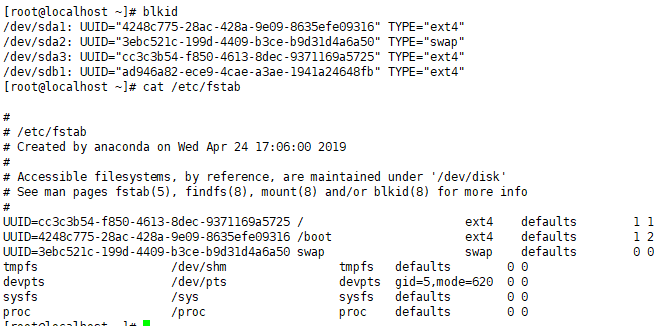 [root@localhost ~]# blkid
/dev/sda1: UUID="4248c775-28ac-428a-9e09-8635efe09316" TYPE="ext4"
/dev/sda2: UUID="3ebc521c-199d-4409-b3ce-b9d31d4a6a50" TYPE="swap"
/dev/sda3: UUID="cc3c3b54-f850-4613-8dec-9371169a5725" TYPE="ext4"
/dev/sdb1: UUID="ad946a82-ece9-4cae-a3ae-1941a24648fb" TYPE="ext4"
[root@localhost ~]# cat /etc/fstab
#
# /etc/fstab
# Created by anaconda on Wed Apr 24 17:06:00 2019
#
# Accessible filesystems, by reference, are maintained under '/dev/disk'
# See man pages fstab(5), findfs(8), mount(8) and/or blkid(8) for more info
#
UUID=cc3c3b54-f850-4613-8dec-9371169a5725 /                       ext4    defaults        1 1
UUID=4248c775-28ac-428a-9e09-8635efe09316 /boot                   ext4    defaults        1 2
UUID=3ebc521c-199d-4409-b3ce-b9d31d4a6a50 swap                    swap    defaults        0 0
tmpfs                   /dev/shm                tmpfs   defaults        0 0
devpts                  /dev/pts                devpts  gid=5,mode=620  0 0
sysfs                   /sys                    sysfs   defaults        0 0
proc                    /proc                   proc    defaults        0 0
[root@localhost ~]#